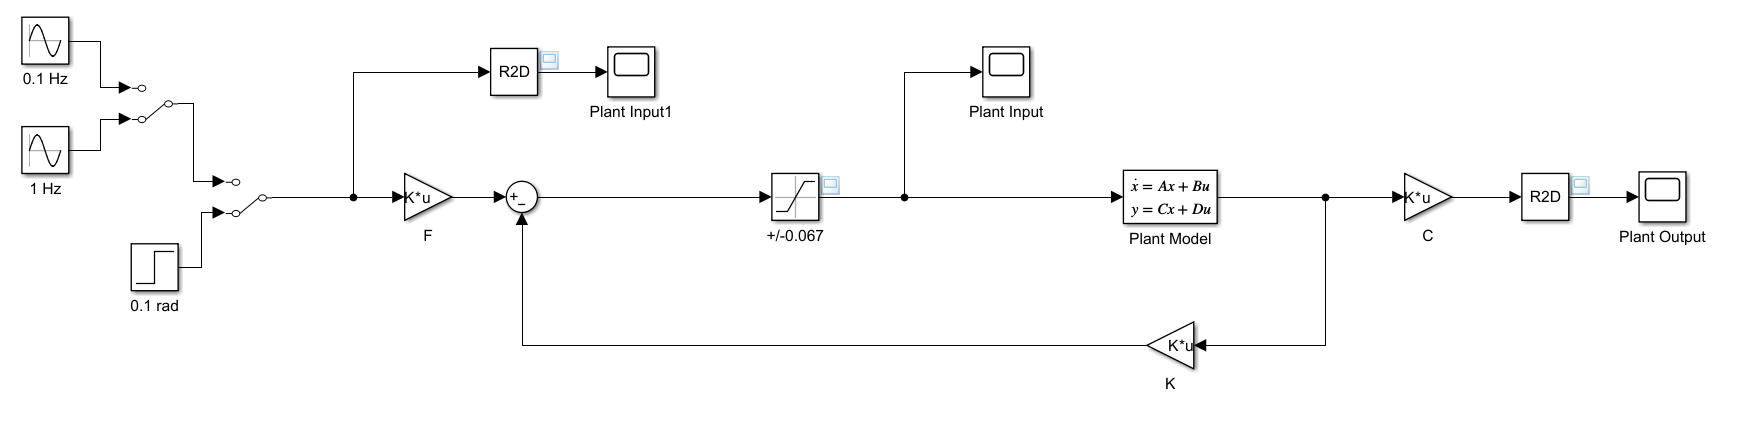 0.1 Hz
R2D
Plant Input1
Plant Input
1 Hz
K*u
F
+
−
+/-0.067
ẋ = Ax + Bu
y = Cx + Du
Plant Model
K*u
C
R2D
Plant Output
0.1 rad
K*u
K